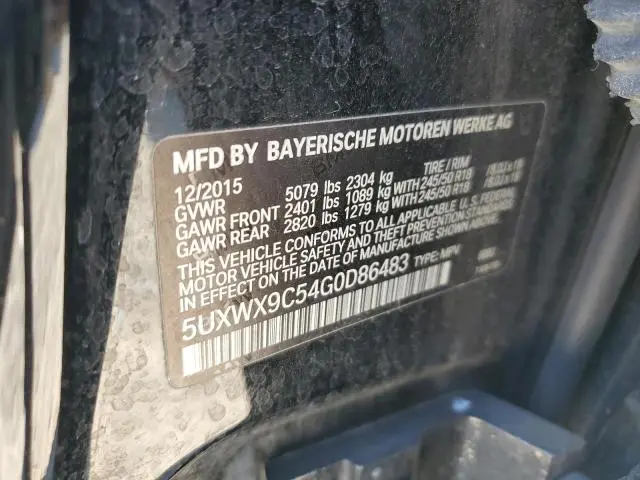 MFD BY BAYERISCHE MOTOREN WERKE AG
12/2015 TIRE/RIM
GVWR 5079 lbs 2304 kg
GAWR FRONT 2401 lbs 1089 kg WITH 245/50 R18
GAWR REAR 2820 lbs 1279 kg WITH 245/50 R18
THIS VEHICLE CONFORMS TO ALL APPLICABLE U.S. FEDERAL
MOTOR VEHICLE SAFETY AND THEFT PREVENTION STANDARDS
IN EFFECT ON THE DATE OF MANUFACTURE SHOWN ABOVE.
5UXWX9C54G0D86483 TYPE: MPV